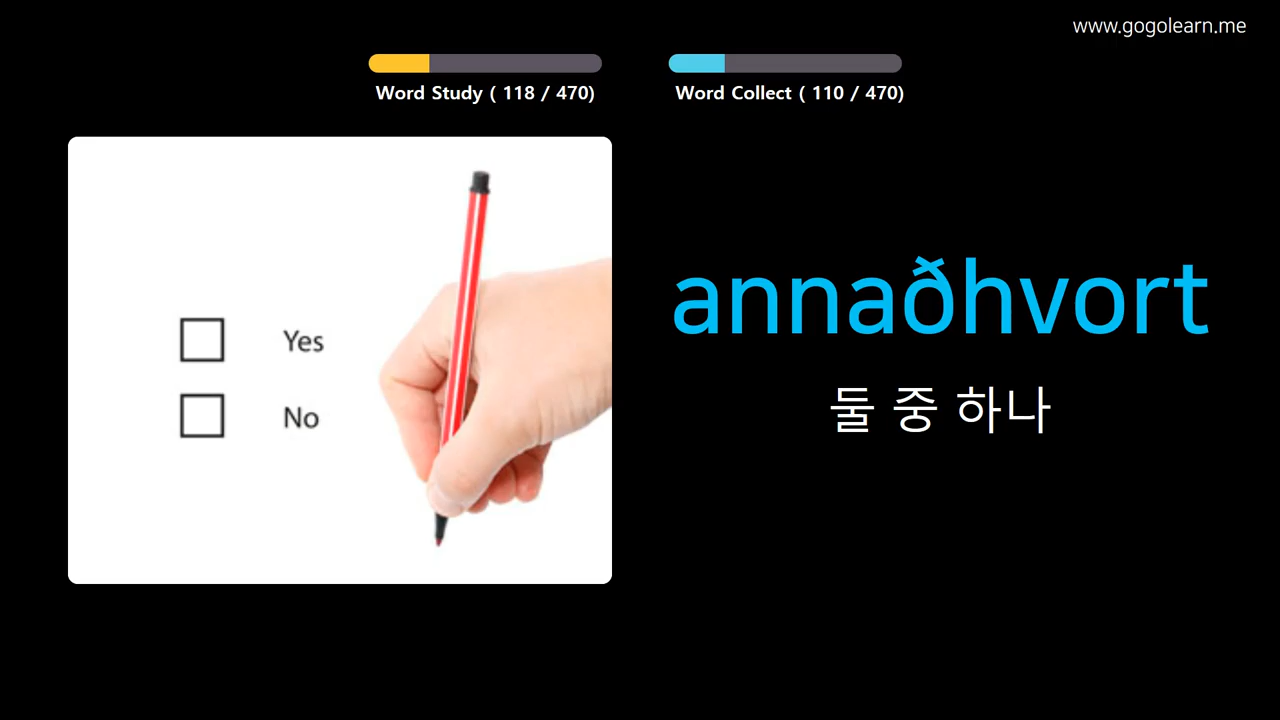 www.gogolearn.me
Word Study ( 118 / 470)
Word Collect ( 110 / 470)
Yes
No
annaðhvort
둘 중 하나